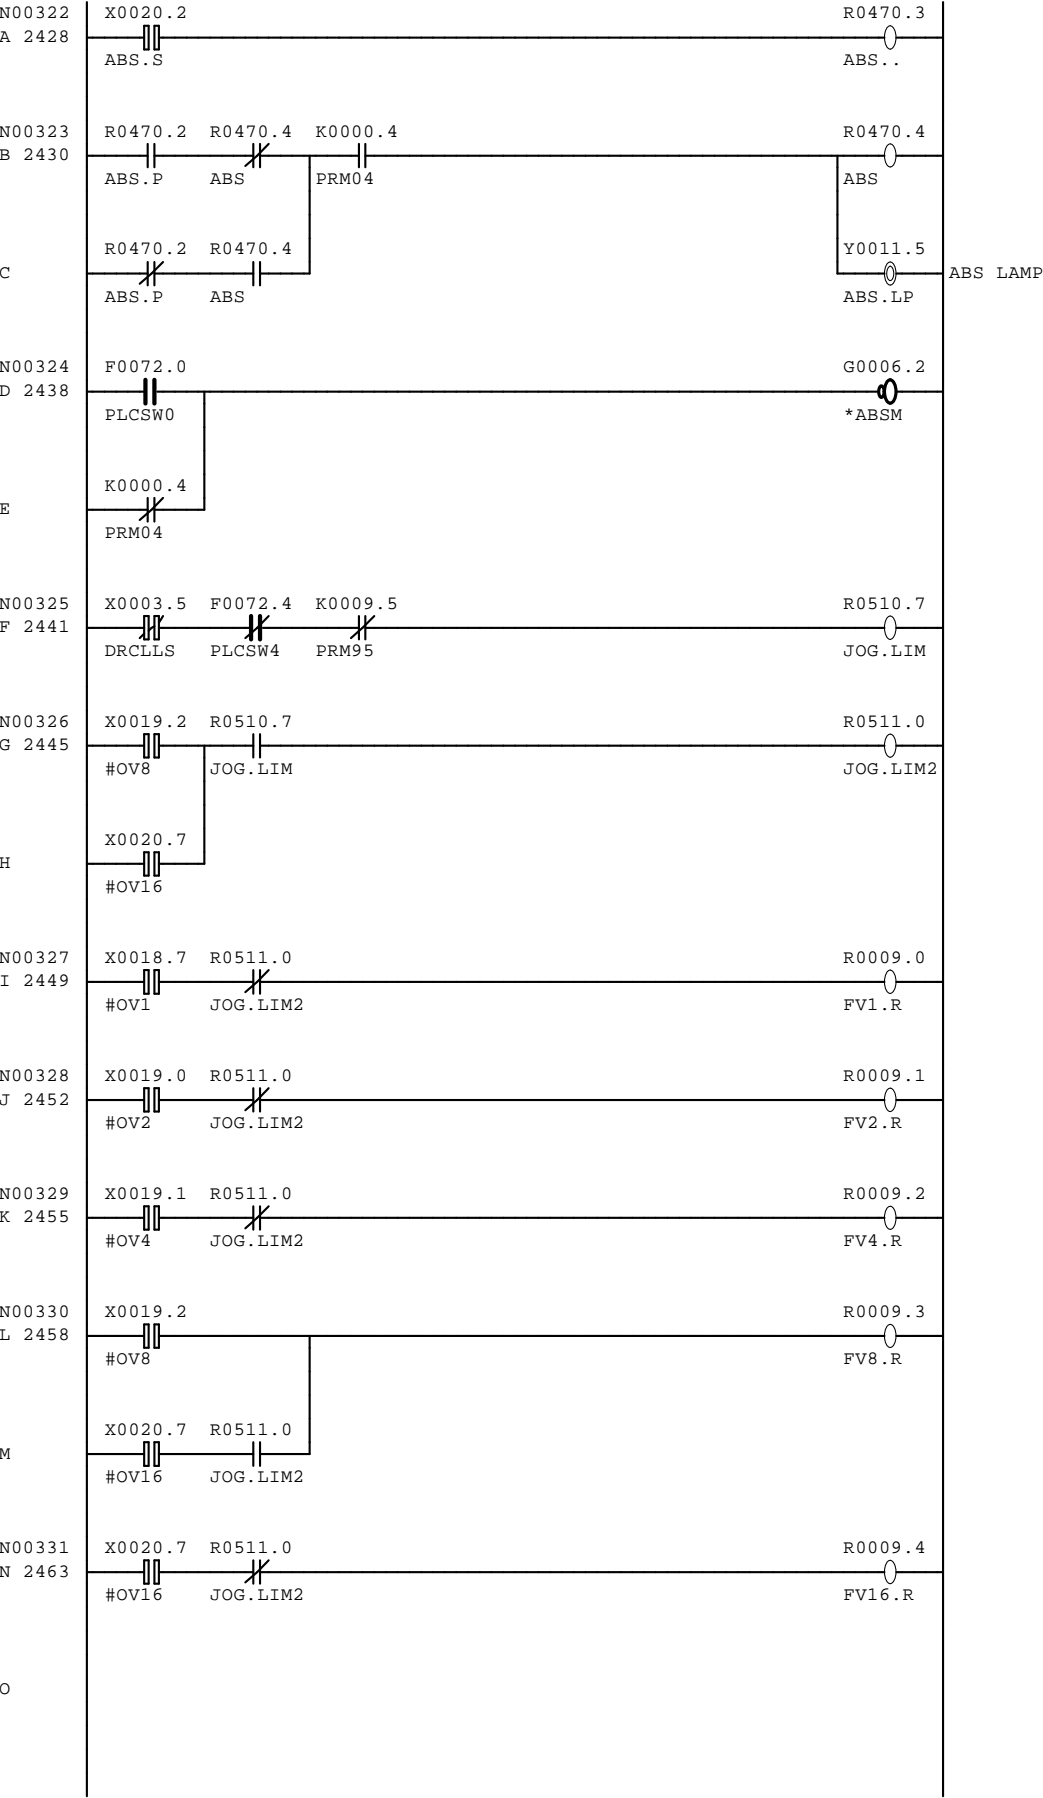 N00322 X0020.2 R0470.3
A 2428
ABS.S ABS..
N00323 R0470.2 R0470.4 K0000.4 R0470.4
B 2430
ABS.P ABS PRM04 ABS
R0470.2 R0470.4 Y0011.5
C ABS LAMP
ABS.P ABS ABS.LP
N00324 F0072.0 G0006.2
D 2438
PLCSW0 *ABSM
K0000.4
E
PRM04
N00325 X0003.5 F0072.4 K0009.5 R0510.7
F 2441
DRCLLS PLCSW4 PRM95 JOG.LIM
N00326 X0019.2 R0510.7 R0511.0
G 2445
#OV8 JOG.LIM JOG.LIM2
X0020.7
H
#OV16
N00327 X0018.7 R0511.0 R0009.0
I 2449
#OV1 JOG.LIM2 FV1.R
N00328 X0019.0 R0511.0 R0009.1
J 2452
#OV2 JOG.LIM2 FV2.R
N00329 X0019.1 R0511.0 R0009.2
K 2455
#OV4 JOG.LIM2 FV4.R
N00330 X0019.2 R0009.3
L 2458
#OV8 FV8.R
X0020.7 R0511.0
M
#OV16 JOG.LIM2
N00331 X0020.7 R0511.0 R0009.4
N 2463
#OV16 JOG.LIM2 FV16.R
O